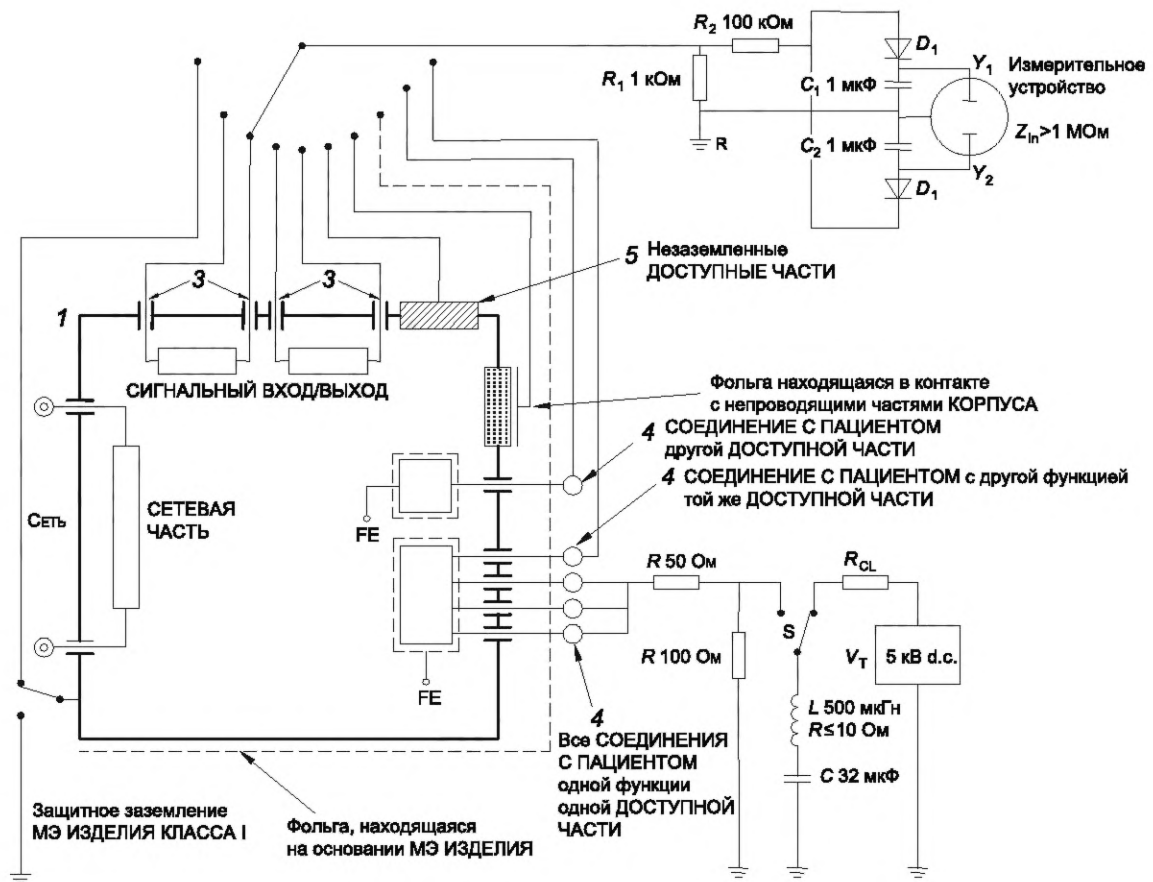 R2 100 кОм
D1
R1 1 кОм
C1 1 мкФ
Y1
Измерительное
устройство
R
C2 1 мкФ
Zin>1 МОм
Y2
D1
5 Незаземленные
ДОСТУПНЫЕ ЧАСТИ
3
3
1
СИГНАЛЬНЫЙ ВХОД/ВЫХОД
Фольга находящаяся в контакте
с непроводящими частями КОРПУСА
4 СОЕДИНЕНИЕ С ПАЦИЕНТОМ
другой ДОСТУПНОЙ ЧАСТИ
4 СОЕДИНЕНИЕ С ПАЦИЕНТОМ с другой функцией
той же ДОСТУПНОЙ ЧАСТИ
Сеть
СЕТЕВАЯ
ЧАСТЬ
FE
R 50 Ом
RCL
S
R 100 Ом
VT
5 кВ d.c.
FE
L 500 мкГн
R≤10 Ом
C 32 мкФ
4
Все СОЕДИНЕНИЯ
С ПАЦИЕНТОМ
одной функции
одной ДОСТУПНОЙ
ЧАСТИ
Защитное заземление
МЭ ИЗДЕЛИЯ КЛАССА I
Фольга, находящаяся
на основании МЭ ИЗДЕЛИЯ